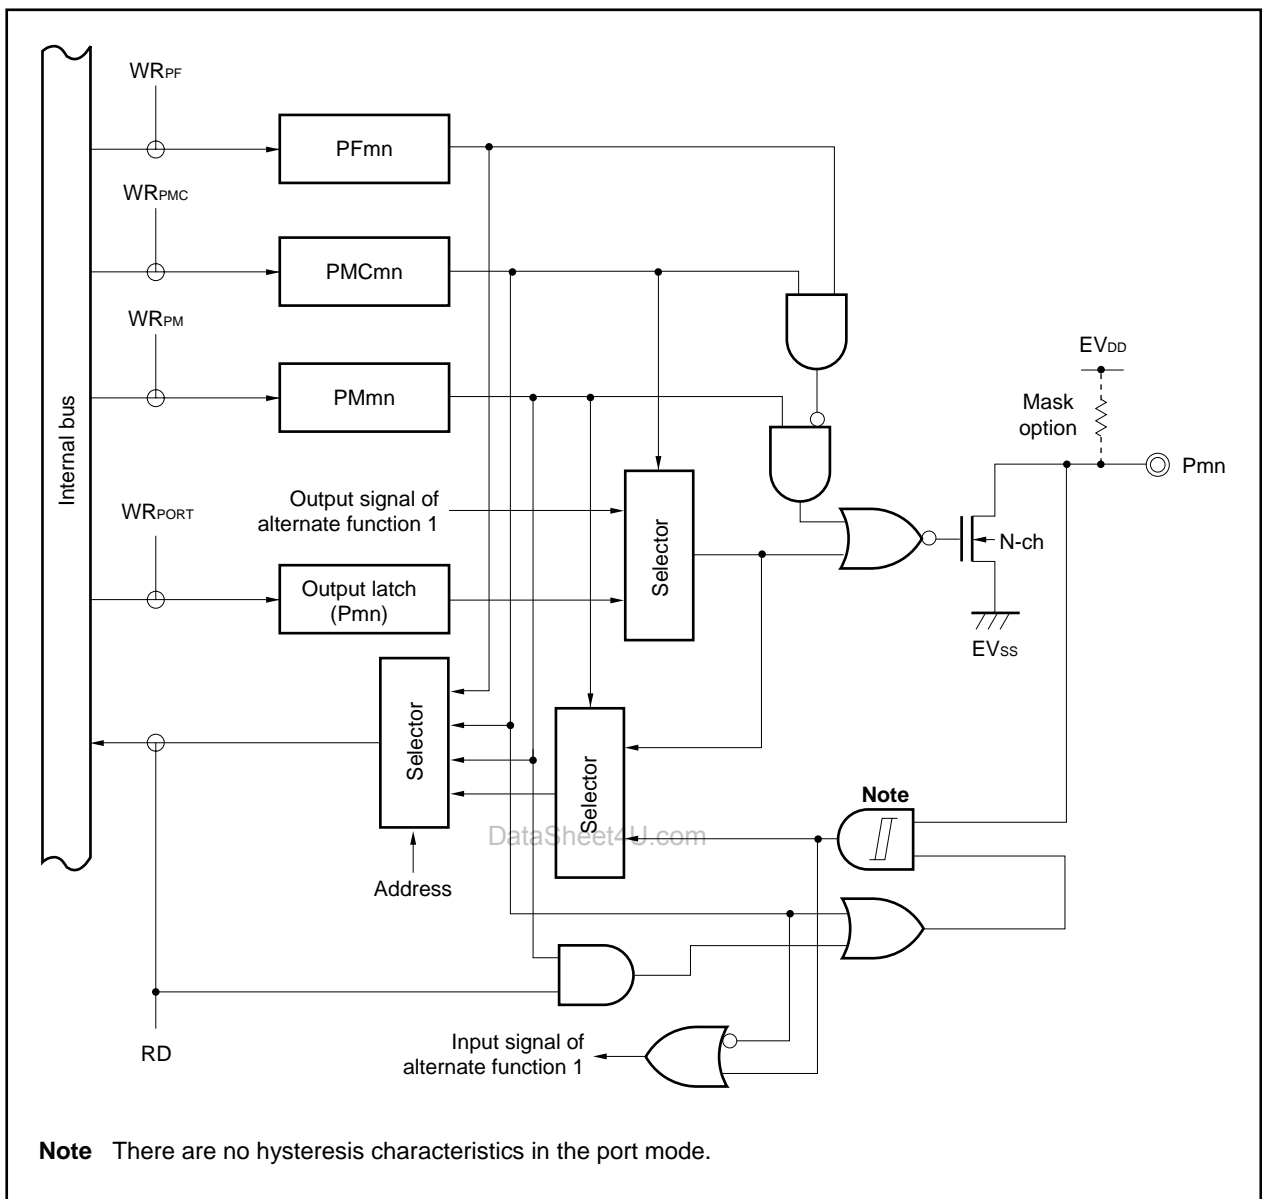 WRPF
PFmn
WRPMC
PMCmn
WRPM
PMmn
EVDD
Mask
option
Pmn
Internal bus
Output signal of
alternate function 1
WRPORT
Selector
N-ch
Output latch
(Pmn)
EVSS
Selector
Selector
Note
DataSheet4U.com
Address
Input signal of
alternate function 1
RD
Note There are no hysteresis characteristics in the port mode.